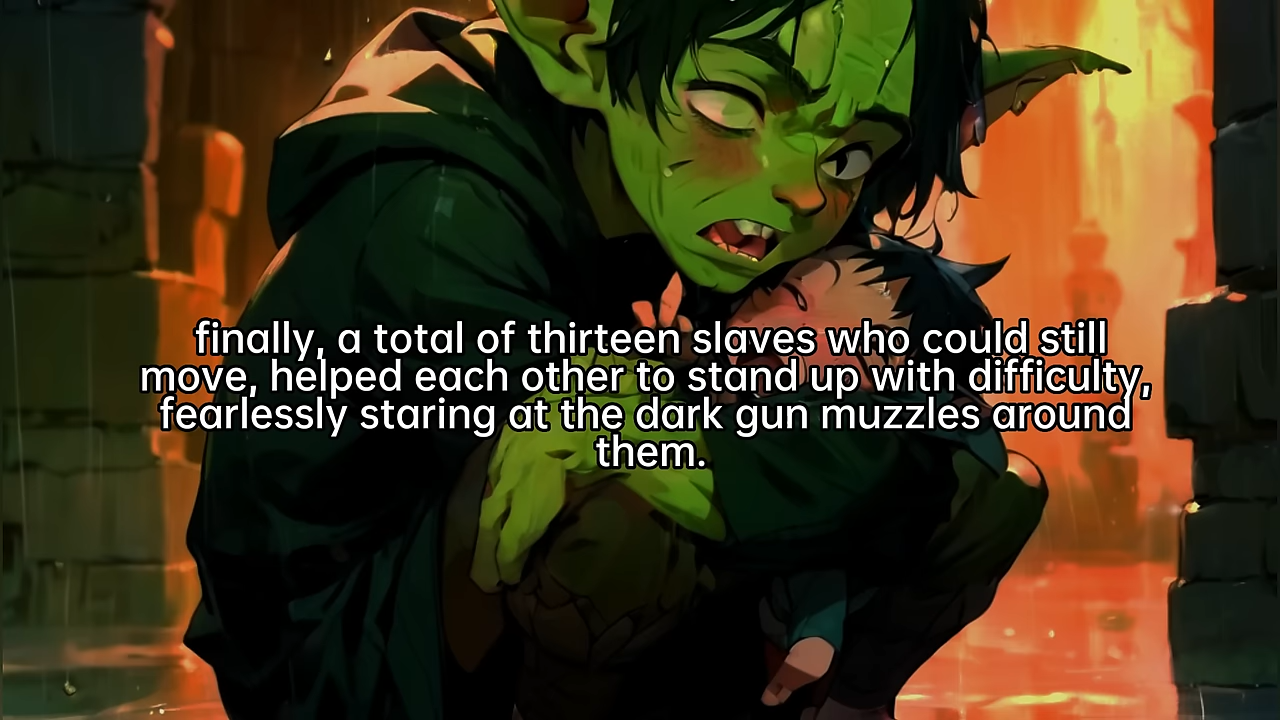 finally, a total of thirteen slaves who could still
move, helped each other to stand up with difficulty,
fearlessly staring at the dark gun muzzles around
them.